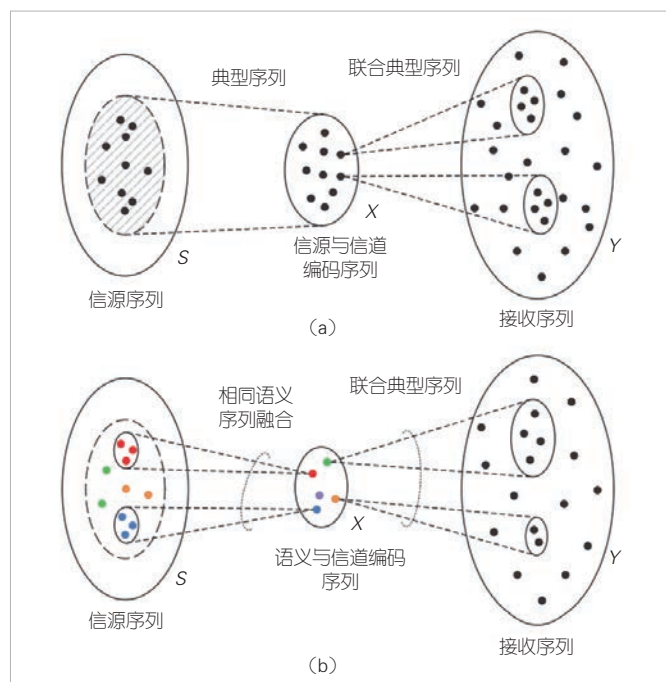 典型序列
联合典型序列
S
X
Y
信源序列
信源与信道
编码序列
接收序列
（a）
相同语义
序列融合
联合典型序列
S
X
Y
信源序列
语义与信道编码
序列
接收序列
（b）